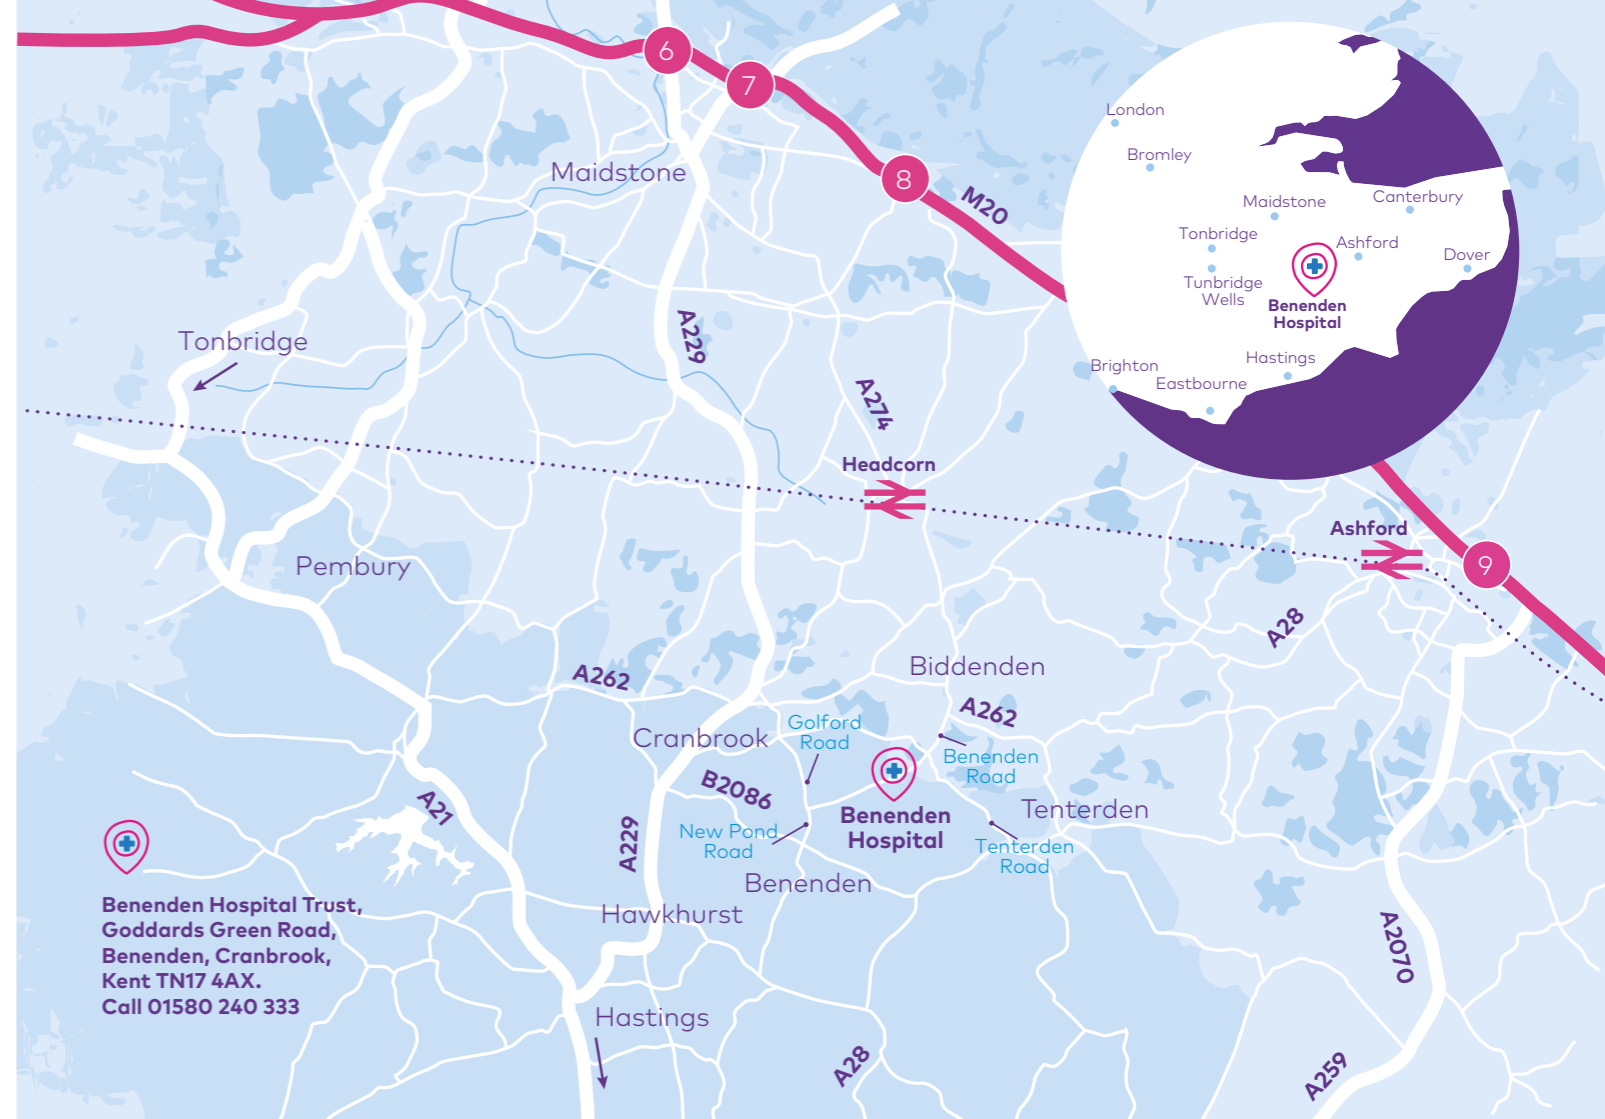 6
7
8
M20
Maidstone
A229
Tonbridge
A274
Headcorn
Pembury
Ashford
9
A28
Biddenden
A262
A262
Cranbrook
Golford
Road
Benenden
Road
B2086
Benenden
Hospital
Tenterden
New Pond
Road
Tenterden
Road
A21
A229
Benenden
Hawkhurst
A2070
Hastings
A28
A259
Benenden Hospital Trust,
Goddards Green Road,
Benenden, Cranbrook,
Kent TN17 4AX.
Call 01580 240 333
London
Bromley
Maidstone
Canterbury
Tonbridge
Ashford
Dover
Tunbridge
Wells
Benenden
Hospital
Hastings
Brighton
Eastbourne